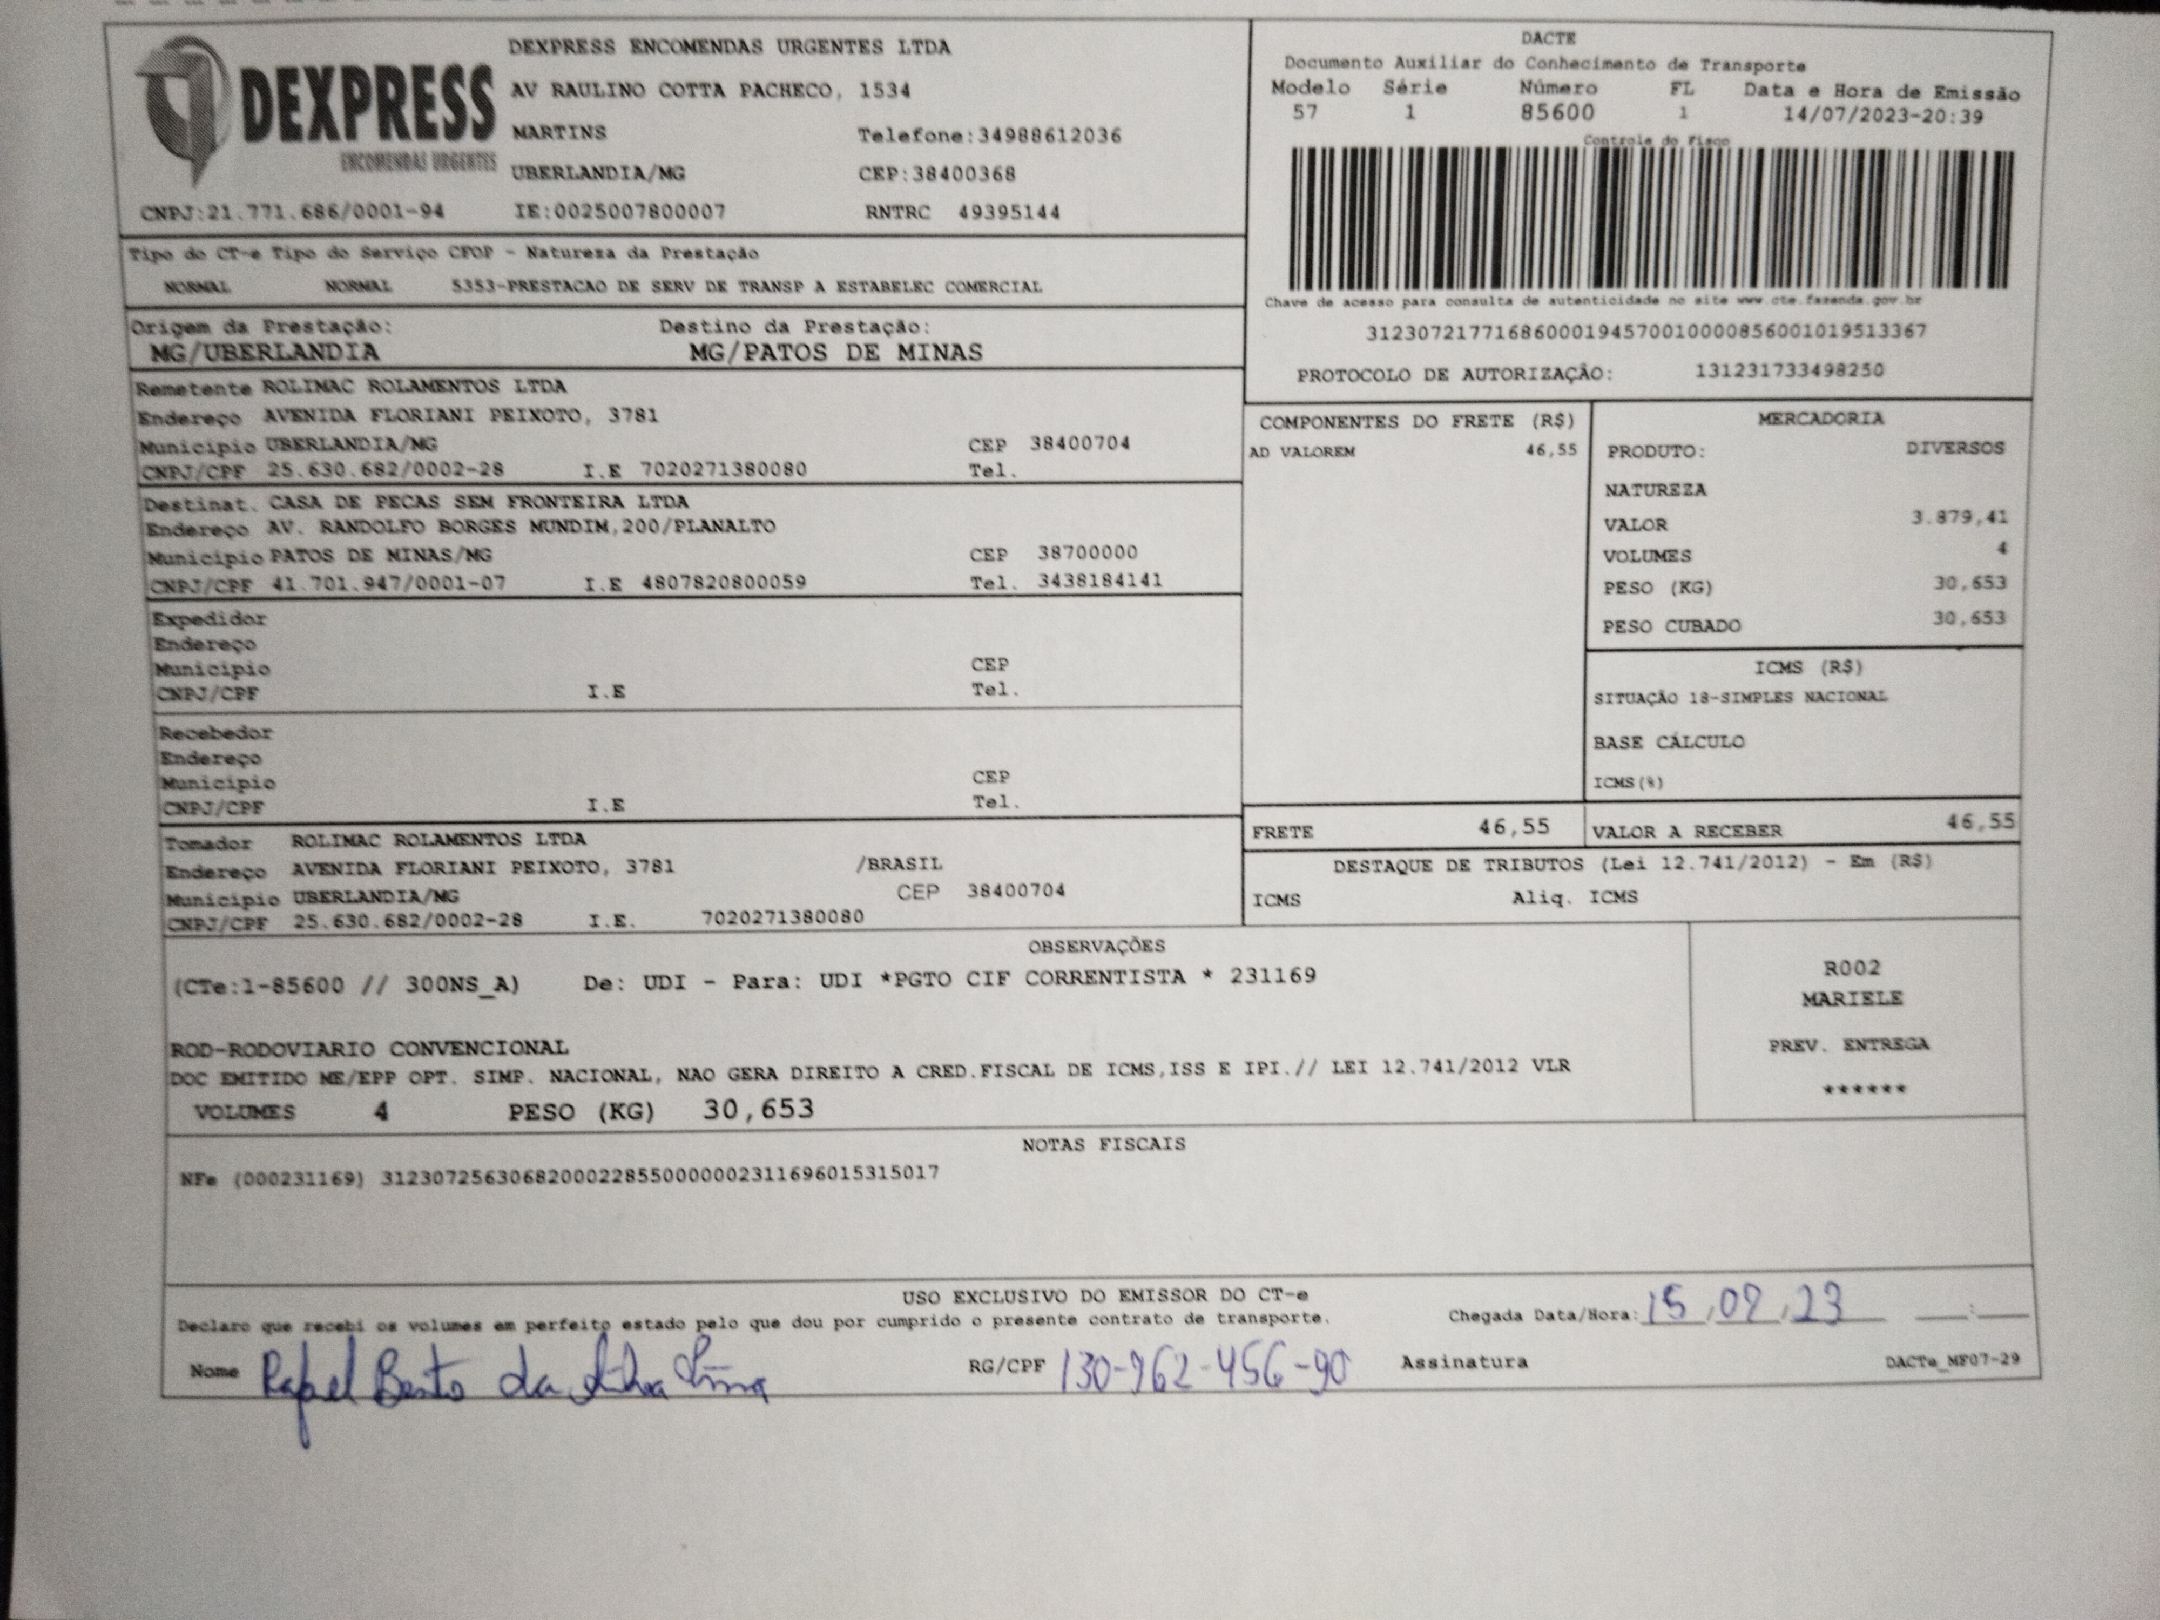 DEXPRESS
ENCOMENDAS URGENTES
DEXPRESS ENCOMENDAS URGENTES LTDA
AV RAULINO COTTA PACHECO, 1534
MARTINS Telefone:34988612036
UBERLANDIA/MG CEP:38400368
CNPJ:21.771.686/0001-94 IE:0025007800007 RNTRC 49395144
DACTE
Documento Auxiliar do Conhecimento de Transporte
Modelo Série Número FL Data e Hora de Emissão
57 1 85600 1 14/07/2023-20:39
Controle do Fisco
Chave de acesso para consulta de autenticidade no site www.cte.fazenda.gov.br
31230721771686000194570010000856001019513367
PROTOCOLO DE AUTORIZAÇÃO: 131231733498250
Tipo do CT-e Tipo do Serviço CFOP - Natureza da Prestação
NORMAL NORMAL 5353-PRESTACAO DE SERV DE TRANSP A ESTABELEC COMERCIAL
Origem da Prestação: Destino da Prestação:
MG/UBERLANDIA MG/PATOS DE MINAS
Remetente ROLIMAC ROLAMENTOS LTDA
Endereço AVENIDA FLORIANI PEIXOTO, 3781
Município UBERLANDIA/MG CEP 38400704
CNPJ/CPF 25.630.682/0002-28 I.E 7020271380080 Tel.
Destinat. CASA DE PECAS SEM FRONTEIRA LTDA
Endereço AV. RANDOLFO BORGES MUNDIM,200/PLANALTO
Município PATOS DE MINAS/MG CEP 38700000
CNPJ/CPF 41.701.947/0001-07 I.E 4807820800059 Tel. 3438184141
Expedidor
Endereço
Município CEP
CNPJ/CPF I.E Tel.
Recebedor
Endereço
Município CEP
CNPJ/CPF I.E Tel.
Tomador ROLIMAC ROLAMENTOS LTDA
Endereço AVENIDA FLORIANI PEIXOTO, 3781 /BRASIL
Município UBERLANDIA/MG CEP 38400704
CNPJ/CPF 25.630.682/0002-28 I.E. 7020271380080
COMPONENTES DO FRETE (R$)
AD VALOREM 46,55
MERCADORIA
PRODUTO: DIVERSOS
NATUREZA
VALOR 3.879,41
VOLUMES 4
PESO (KG) 30,653
PESO CUBADO 30,653
ICMS (R$)
SITUAÇÃO 18-SIMPLES NACIONAL
BASE CÁLCULO
ICMS(%)
FRETE 46,55 VALOR A RECEBER 46,55
DESTAQUE DE TRIBUTOS (Lei 12.741/2012) - Em (R$)
ICMS Aliq. ICMS
OBSERVAÇÕES
(CTe:1-85600 // 300NS_A) De: UDI - Para: UDI *PGTO CIF CORRENTISTA * 231169
ROD-RODOVIARIO CONVENCIONAL
DOC EMITIDO ME/EPP OPT. SIMP. NACIONAL, NAO GERA DIREITO A CRED.FISCAL DE ICMS,ISS E IPI.// LEI 12.741/2012 VLR
VOLUMES 4 PESO (KG) 30,653
R002
MARIELE
PREV. ENTREGA
******
NOTAS FISCAIS
NFe (000231169) 31230725630682000228550000002311696015315017
USO EXCLUSIVO DO EMISSOR DO CT-e
Declaro que recebi os volumes em perfeito estado pelo que dou por cumprido o presente contrato de transporte. Chegada Data/Hora: 15,07,23 __:__
Nome Rafael Bento da Silva Lima RG/CPF 130-962-456-90 Assinatura DACTe_MF07-29